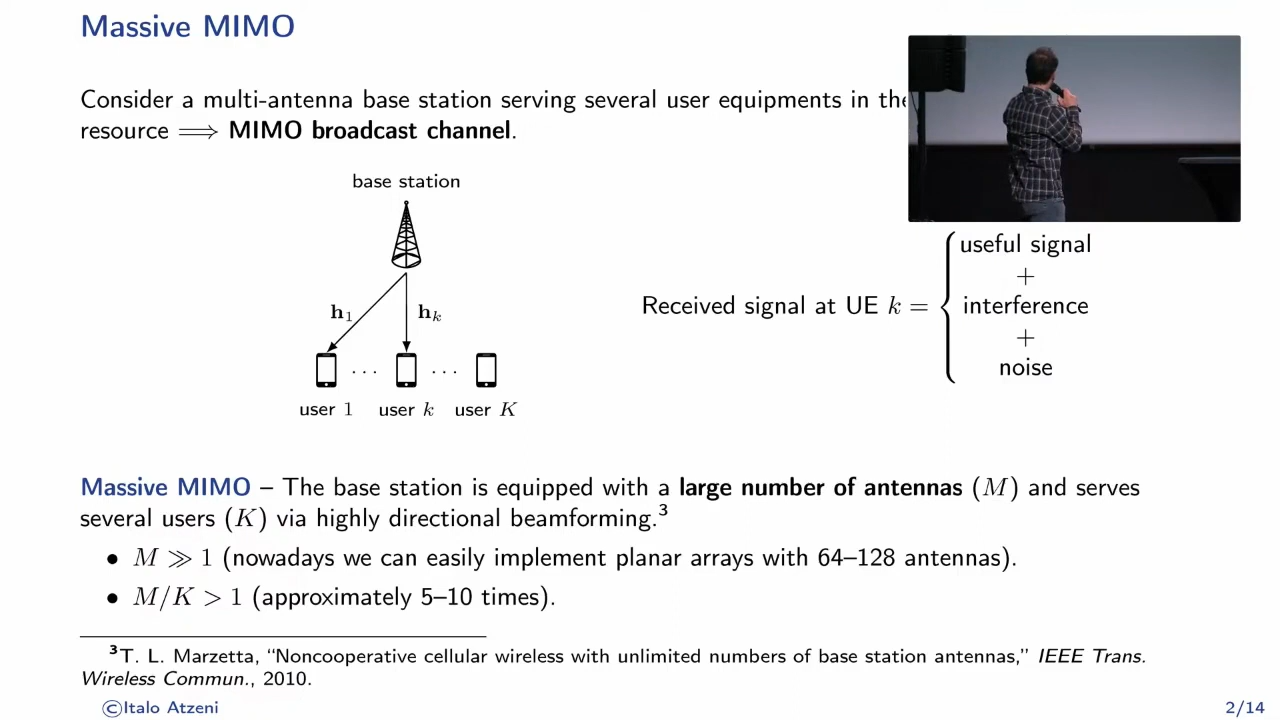 Massive MIMO
Consider a multi-antenna base station serving several user equipments in the
resource ⟹ MIMO broadcast channel.
base station
h₁ hₖ
· · · · · ·
user 1 user k user K
Received signal at UE k =
useful signal
+
interference
+
noise
Massive MIMO – The base station is equipped with a large number of antennas (M) and serves
several users (K) via highly directional beamforming.³
• M ≫ 1 (nowadays we can easily implement planar arrays with 64–128 antennas).
• M/K > 1 (approximately 5–10 times).
³T. L. Marzetta, “Noncooperative cellular wireless with unlimited numbers of base station antennas,” IEEE Trans.
Wireless Commun., 2010.
©Italo Atzeni 2/14